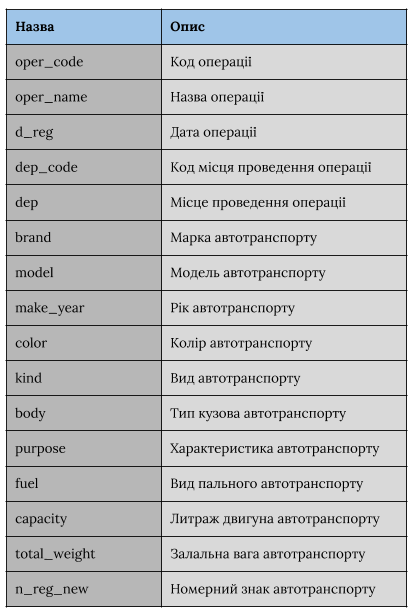 Назва Опис
oper_code Код операції
oper_name Назва операції
d_reg Дата операції
dep_code Код місця проведення операції
dep Місце проведення операції
brand Марка автотранспорту
model Модель автотранспорту
make_year Рік автотранспорту
color Колір автотранспорту
kind Вид автотранспорту
body Тип кузова автотранспорту
purpose Характеристика автотранспорту
fuel Вид пального автотранспорту
capacity Литраж двигуна автотранспорту
total_weight Залальна вага автотранспорту
n_reg_new Номерний знак автотранспорту